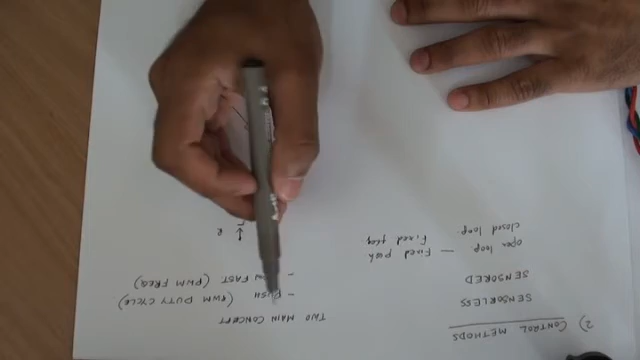 2) CONTROL METHODS
SENSORLESS
SENSORED
open loop. — Fixed push
closed loop. Fixed freq
TWO MAIN CONCEPT
- PUSH (PWM DUTY CYCLE)
- FAST (PWM FREQ)
R